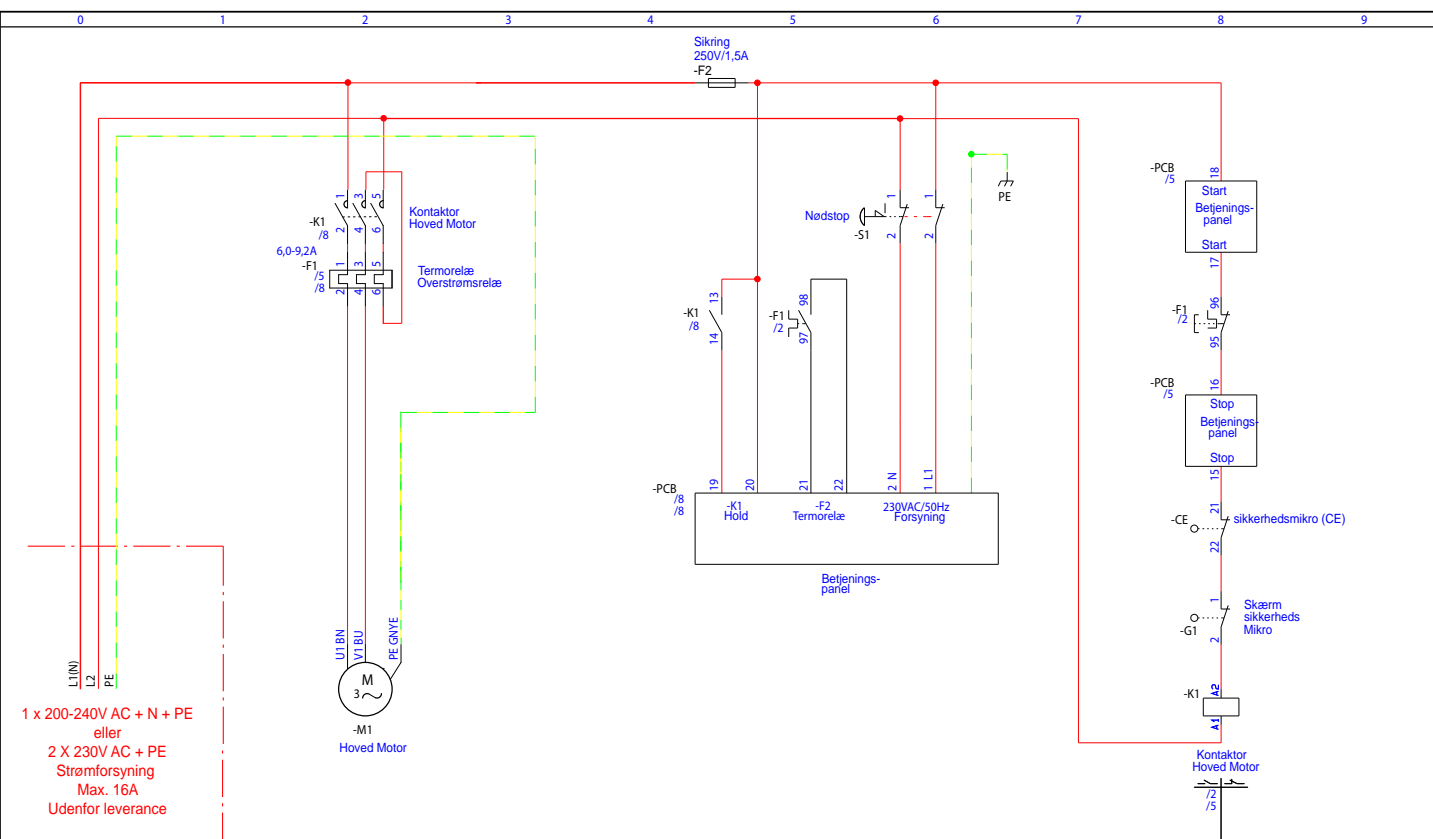 0 1 2 3 4 5 6 7 8 9
Sikring
250V/1,5A
-F2
-PCB
/5
18
Start
Betjenings-
panel
Start
17
PE
Nødstop
-S1
1 1
2 2
1 3 5
-K1
/8
2 4 6
Kontaktor
Hoved Motor
6,0-9,2A
-F1
/5
/8
1 3 5
2 4 6
Termorelæ
Overstrømsrelæ
-K1
/8
13
14
-F1
/2
98
97
-F1
/2
96
95
-PCB
/5
16
Stop
Betjenings-
panel
Stop
15
-PCB
/8
/8
19 20 21 22 2 N 1 L1
-K1
Hold
-F2
Termorelæ
230VAC/50Hz
Forsyning
Betjenings-
panel
-CE
21
22
sikkerhedsmikro (CE)
-G1
1
2
Skærm
sikkerheds
Mikro
-K1
A2
A1
Kontaktor
Hoved Motor
/2
/5
U1 BN
V1 BU
PE GNYE
M
3
-M1
Hoved Motor
L1(N)
L2
PE
1 x 200-240V AC + N + PE
eller
2 X 230V AC + PE
Strømforsyning
Max. 16A
Udenfor leverance